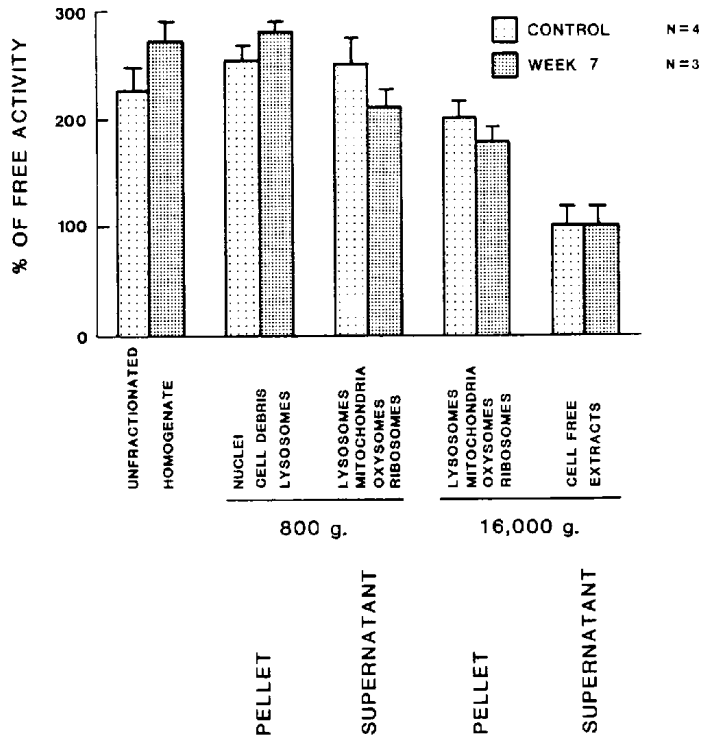 % OF FREE ACTIVITY
300
200
100
0
CONTROL N=4
WEEK 7 N=3
UNFRACTIONATED
HOMOGENATE
NUCLEI
CELL DEBRIS
LYSOSOMES
LYSOSOMES
MITOCHONDRIA
OXYSOMES
RIBOSOMES
LYSOSOMES
MITOCHONDRIA
OXYSOMES
RIBOSOMES
CELL FREE
EXTRACTS
800 g.
16,000 g.
PELLET
SUPERNATANT
PELLET
SUPERNATANT